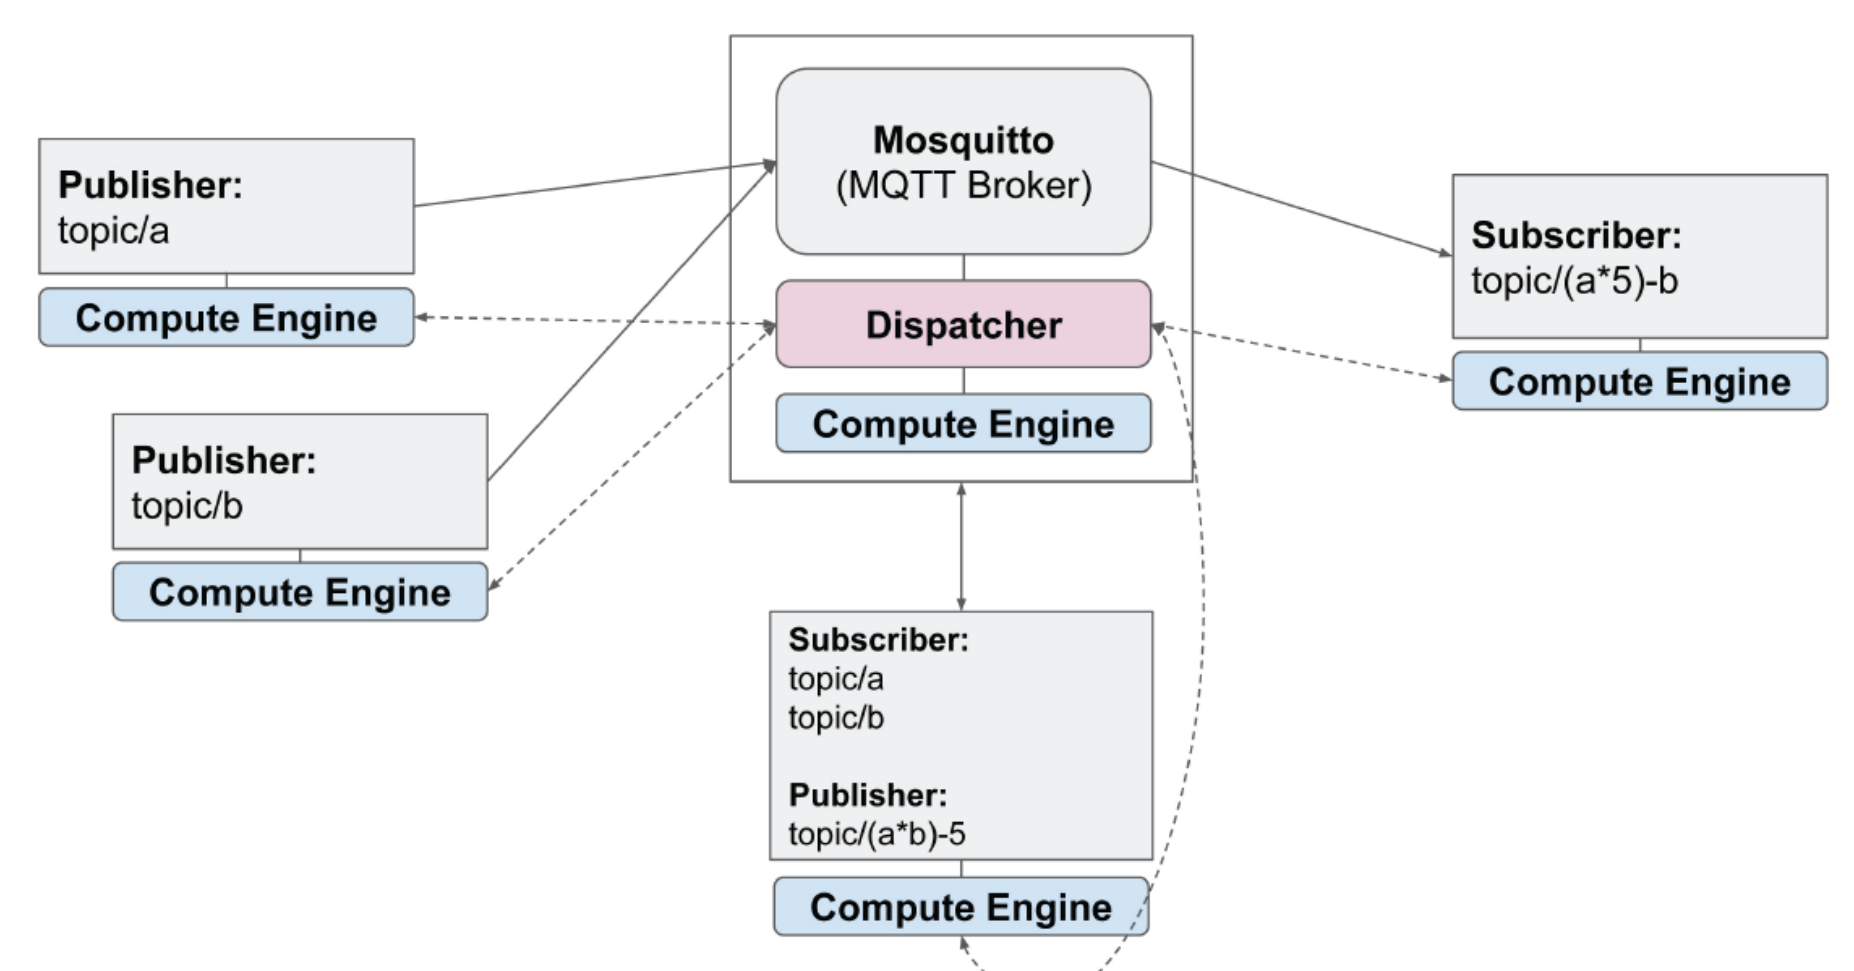 Publisher:
topic/a
Compute Engine
Publisher:
topic/b
Compute Engine
Mosquitto
(MQTT Broker)
Dispatcher
Compute Engine
Subscriber:
topic/a
topic/b
Publisher:
topic/(a*b)-5
Compute Engine
Subscriber:
topic/(a*5)-b
Compute Engine